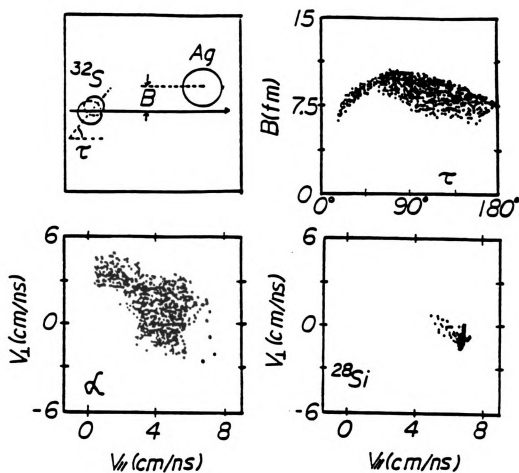 ³²S
Ag
B
τ
15
B(fm)
7.5
0
τ
0° 90° 180°
6
V⊥(cm/ns)
0
-6
α
0 4 8
V∥(cm/ns)
6
V⊥(cm/ns)
0
-6
²⁸Si
0 4 8
V∥(cm/ns)